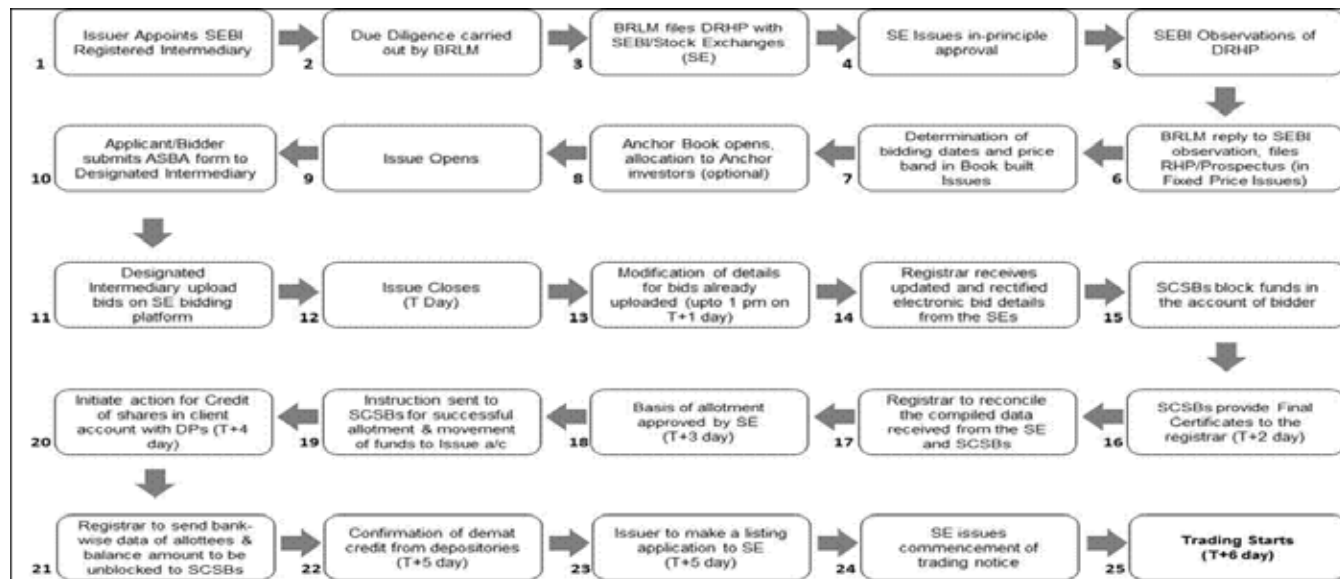 Issuer Appoints SEBI
Registered Intermediary
1
Due Diligence carried
out by BRLM
2
BRLM files DRHP with
SEBI/Stock Exchanges
(SE)
3
SE Issues in-principle
approval
4
SEBI Observations of
DRHP
5
BRLM reply to SEBI
observation, files
RHP/Prospectus (in
Fixed Price Issues)
6
Determination of
bidding dates and price
band in Book built
Issues
7
Anchor Book opens,
allocation to Anchor
investors (optional)
8
Issue Opens
9
Applicant/Bidder
submits ASBA form to
Designated Intermediary
10
Designated
Intermediary upload
bids on SE bidding
platform
11
Issue Closes
(T Day)
12
Modification of details
for bids already
uploaded (upto 1 pm on
T+1 day)
13
Registrar receives
updated and rectified
electronic bid details
from the SEs
14
SCSBs block funds in
the account of bidder
15
SCSBs provide Final
Certificates to the
registrar (T+2 day)
16
Registrar to reconcile
the compiled data
received from the SE
and SCSBs
17
Basis of allotment
approved by SE
(T+3 day)
18
Instruction sent to
SCSBs for successful
allotment & movement
of funds to Issue a/c
19
Initiate action for Credit
of shares in client
account with DPs (T+4
day)
20
Registrar to send bank-
wise data of allottees &
balance amount to be
unblocked to SCSBs
21
Confirmation of demat
credit from depositories
(T+5 day)
22
Issuer to make a listing
application to SE
(T+5 day)
23
SE issues
commencement of
trading notice
24
Trading Starts
(T+6 day)
25